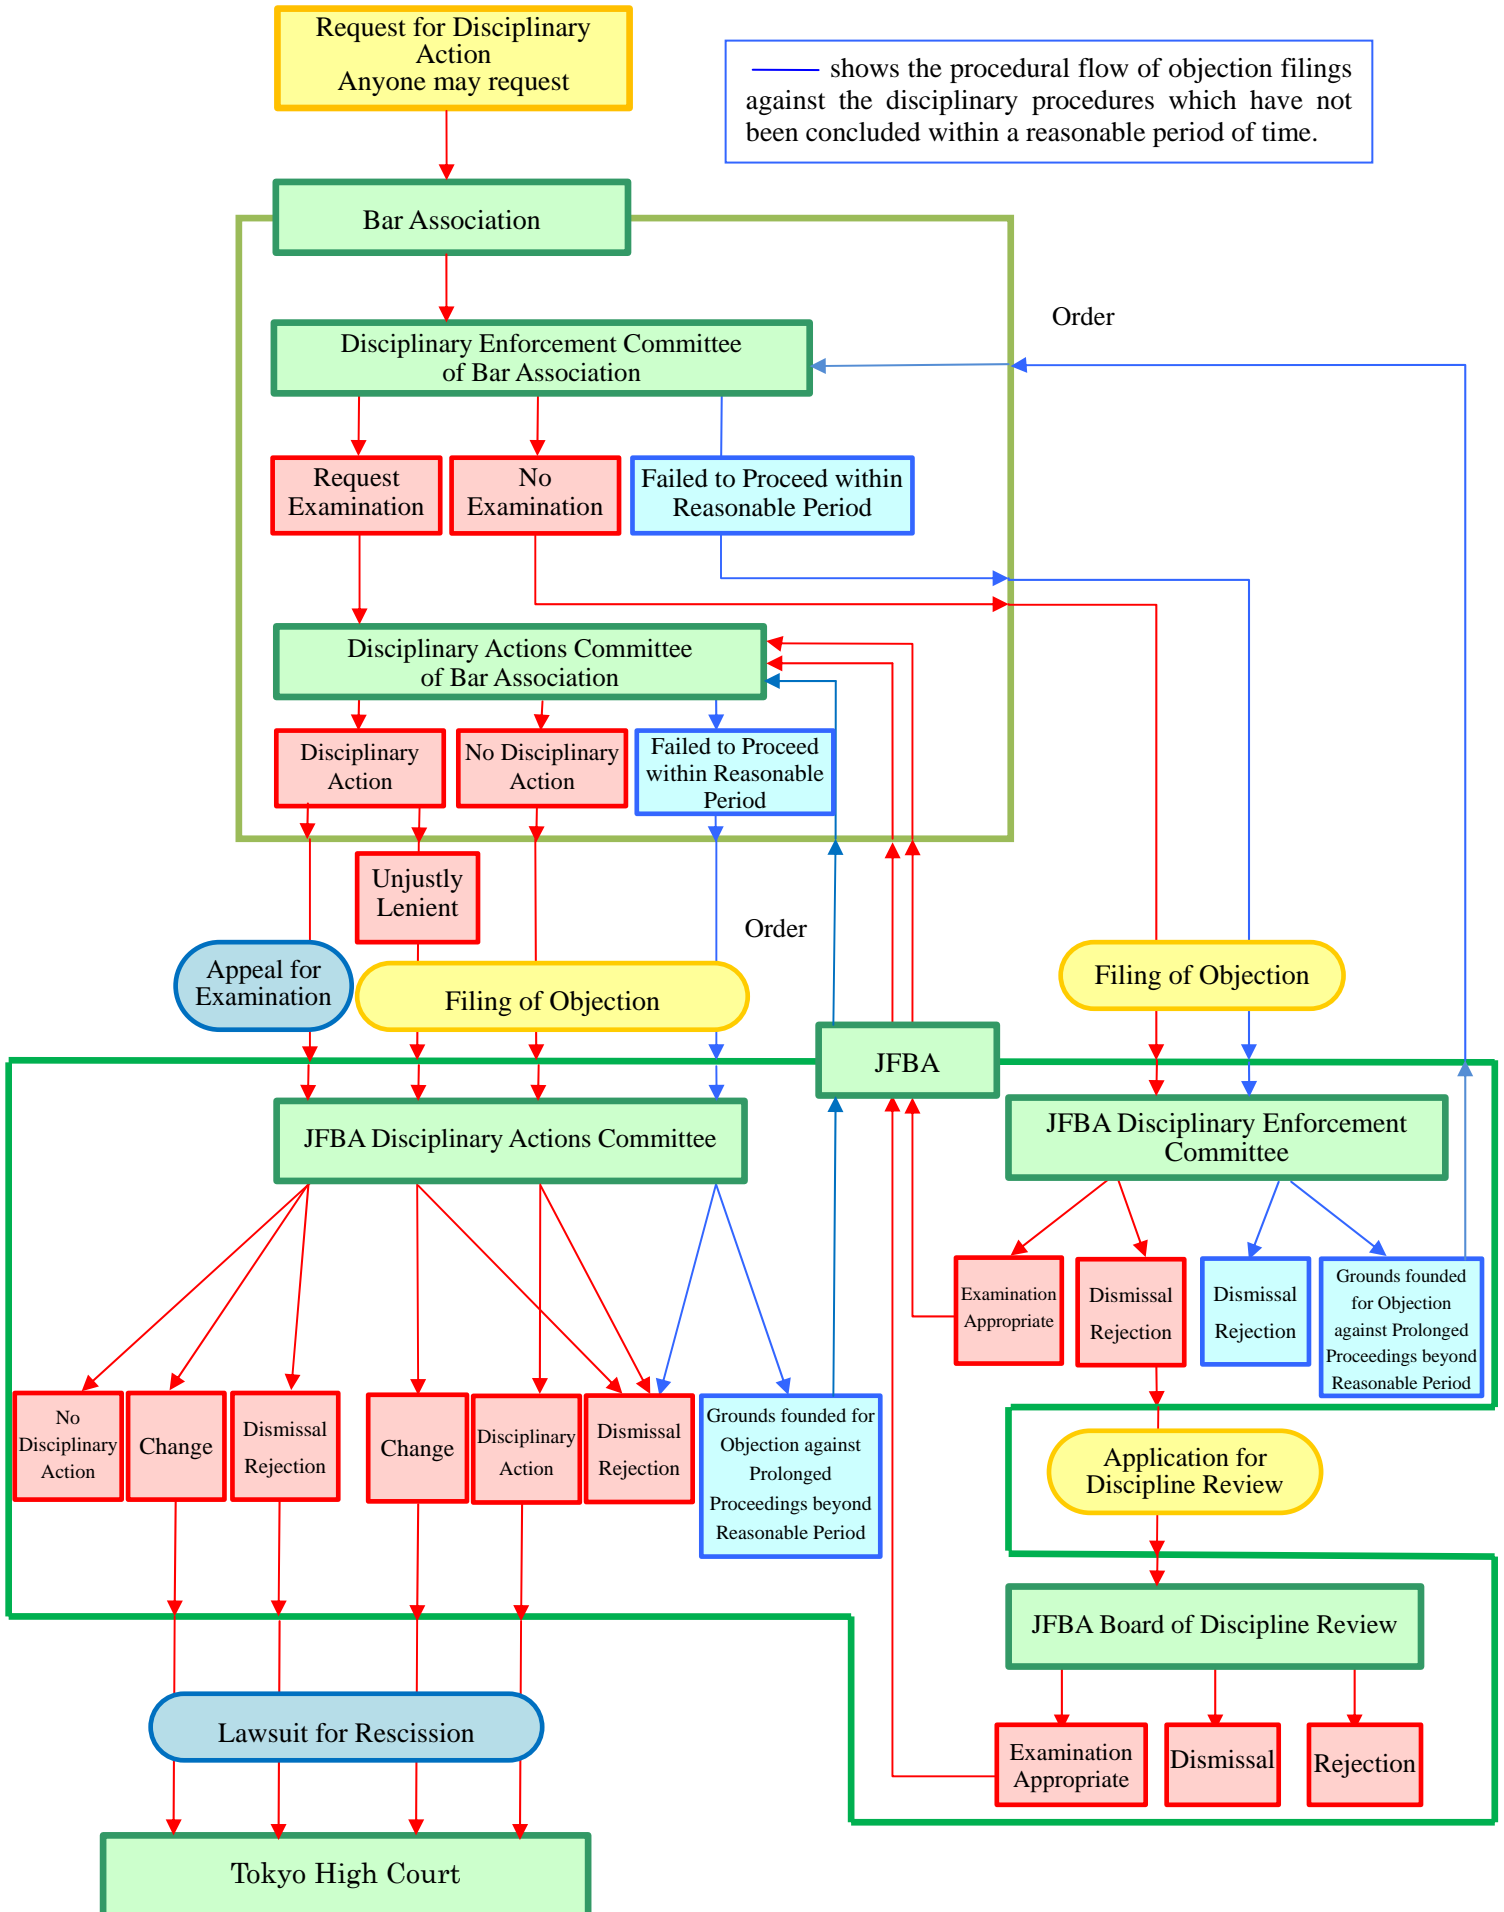 Request for Disciplinary
Action
Anyone may request
shows the procedural flow of objection filings
against the disciplinary procedures which have not
been concluded within a reasonable period of time.
Bar Association
Order
Disciplinary Enforcement Committee
of Bar Association
Request
Examination
No
Examination
Failed to Proceed within
Reasonable Period
Disciplinary Actions Committee
of Bar Association
Disciplinary
Action
No Disciplinary
Action
Failed to Proceed
within Reasonable
Period
Unjustly
Lenient
Order
Appeal for
Examination
Filing of Objection
Filing of Objection
JFBA
JFBA Disciplinary Actions Committee
JFBA Disciplinary Enforcement
Committee
Examination
Appropriate
Dismissal
Rejection
Dismissal
Rejection
Grounds founded
for Objection
against Prolonged
Proceedings beyond
Reasonable Period
No
Disciplinary
Action
Change
Dismissal
Rejection
Change
Disciplinary
Action
Dismissal
Rejection
Grounds founded for
Objection against
Prolonged
Proceedings beyond
Reasonable Period
Application for
Discipline Review
JFBA Board of Discipline Review
Examination
Appropriate
Dismissal
Rejection
Lawsuit for Rescission
Tokyo High Court